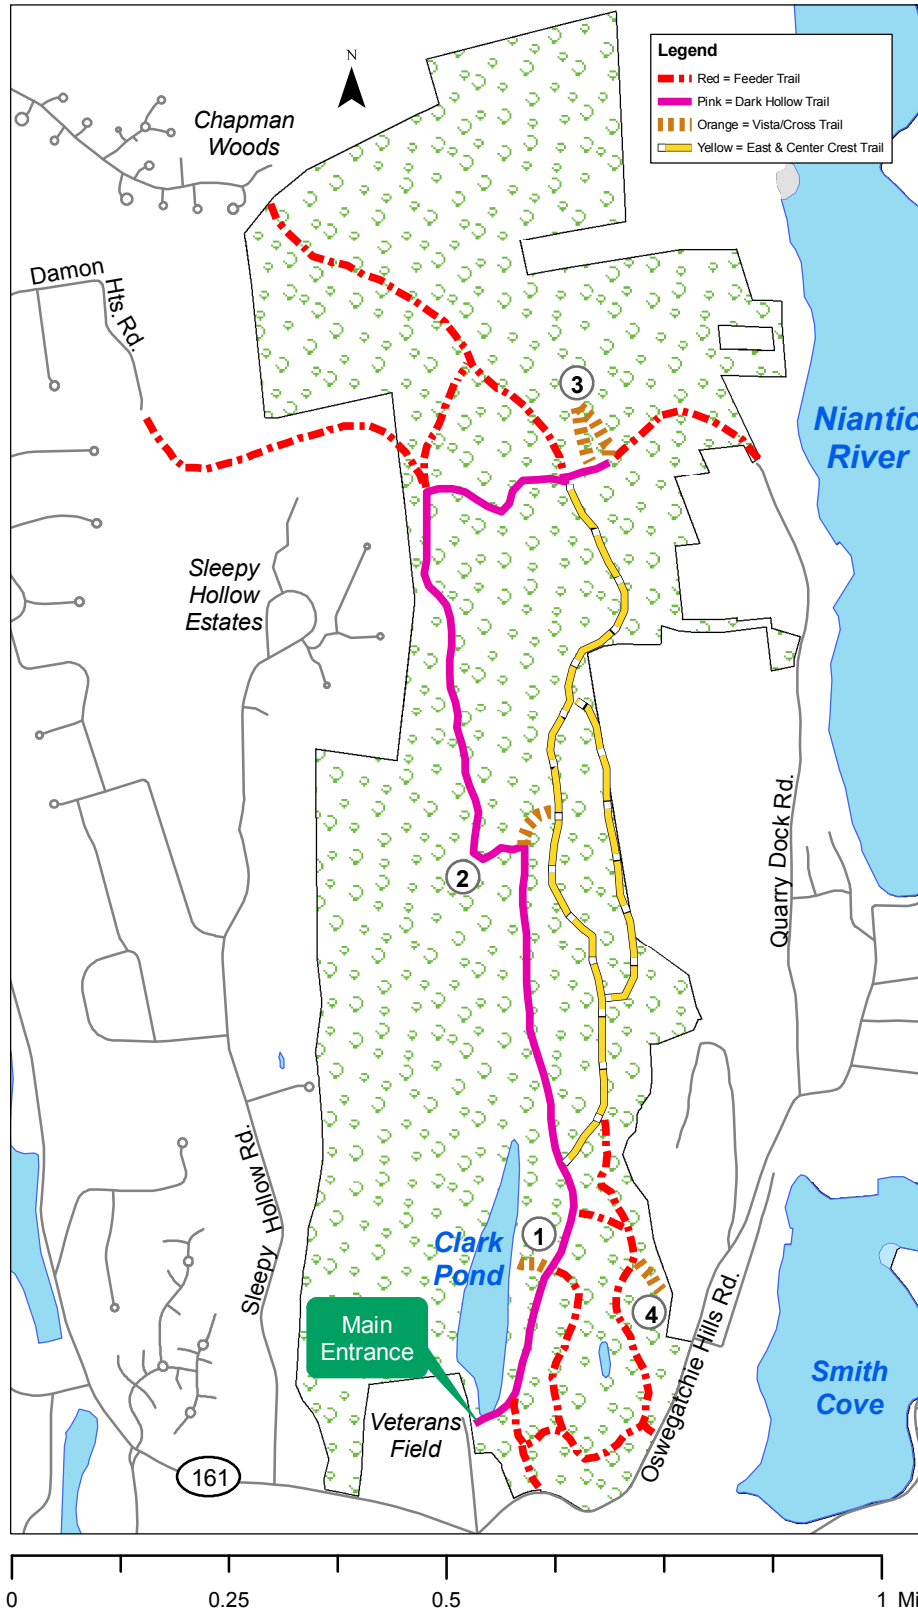 Legend
Red = Feeder Trail
Pink = Dark Hollow Trail
Orange = Vista/Cross Trail
Yellow = East & Center Crest Trail
N
Chapman
Woods
Damon
Hts. Rd.
3
Niantic
River
Sleepy
Hollow
Estates
Quarry Dock Rd.
2
Sleepy Hollow Rd.
1
Clark
Pond
4
Main
Entrance
Oswegatchie Hills Rd.
Smith
Cove
Veterans
Field
161
0 0.25 0.5 1 Mi